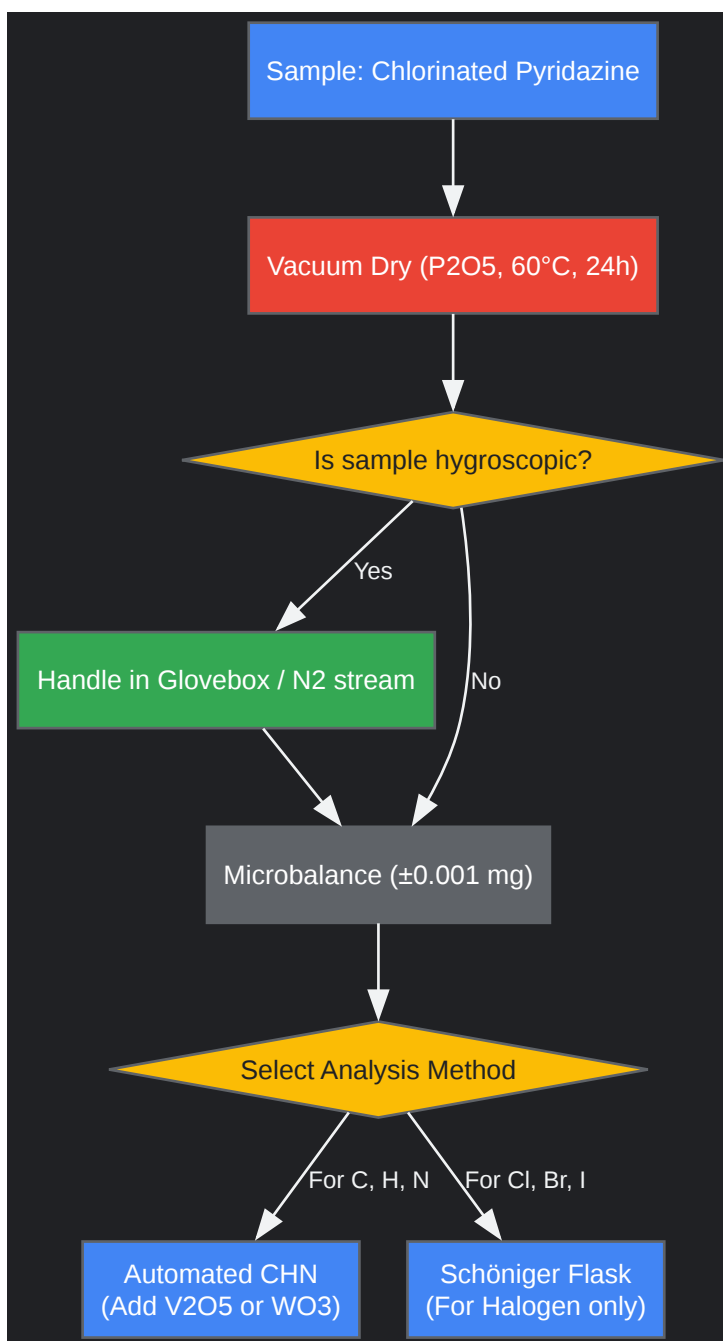 Sample: Chlorinated Pyridazine
Vacuum Dry (P2O5, 60°C, 24h)
Is sample hygroscopic?
Yes
Handle in Glovebox / N2 stream
No
Microbalance (±0.001 mg)
Select Analysis Method
For C, H, N
For Cl, Br, I
Automated CHN
(Add V2O5 or WO3)
Schöniger Flask
(For Halogen only)